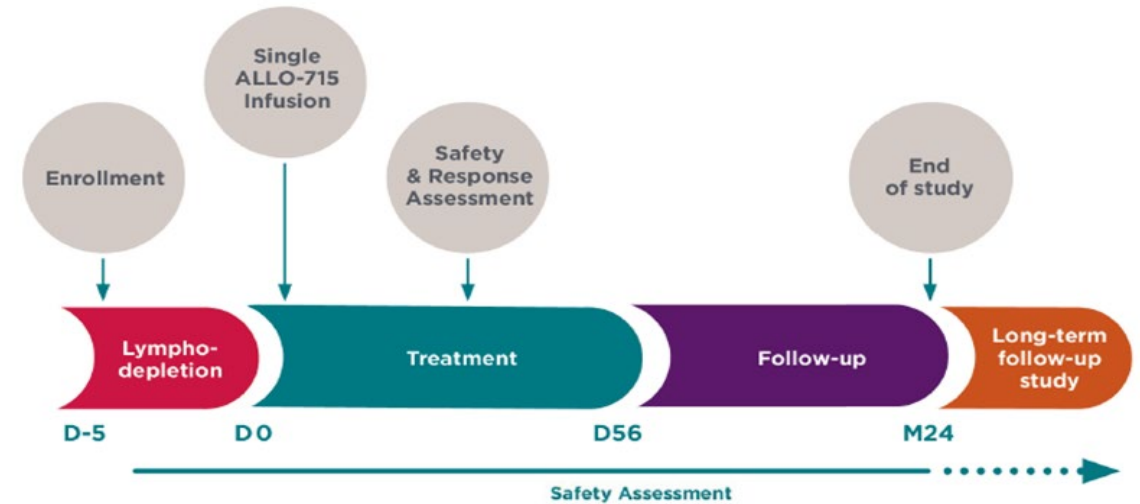 Single
ALLO-715
Infusion
Enrollment
Safety
& Response
Assessment
End
of study
Lympho-
depletion
Treatment
Follow-up
Long-term
follow-up
study
D-5
D0
D56
M24
Safety Assessment